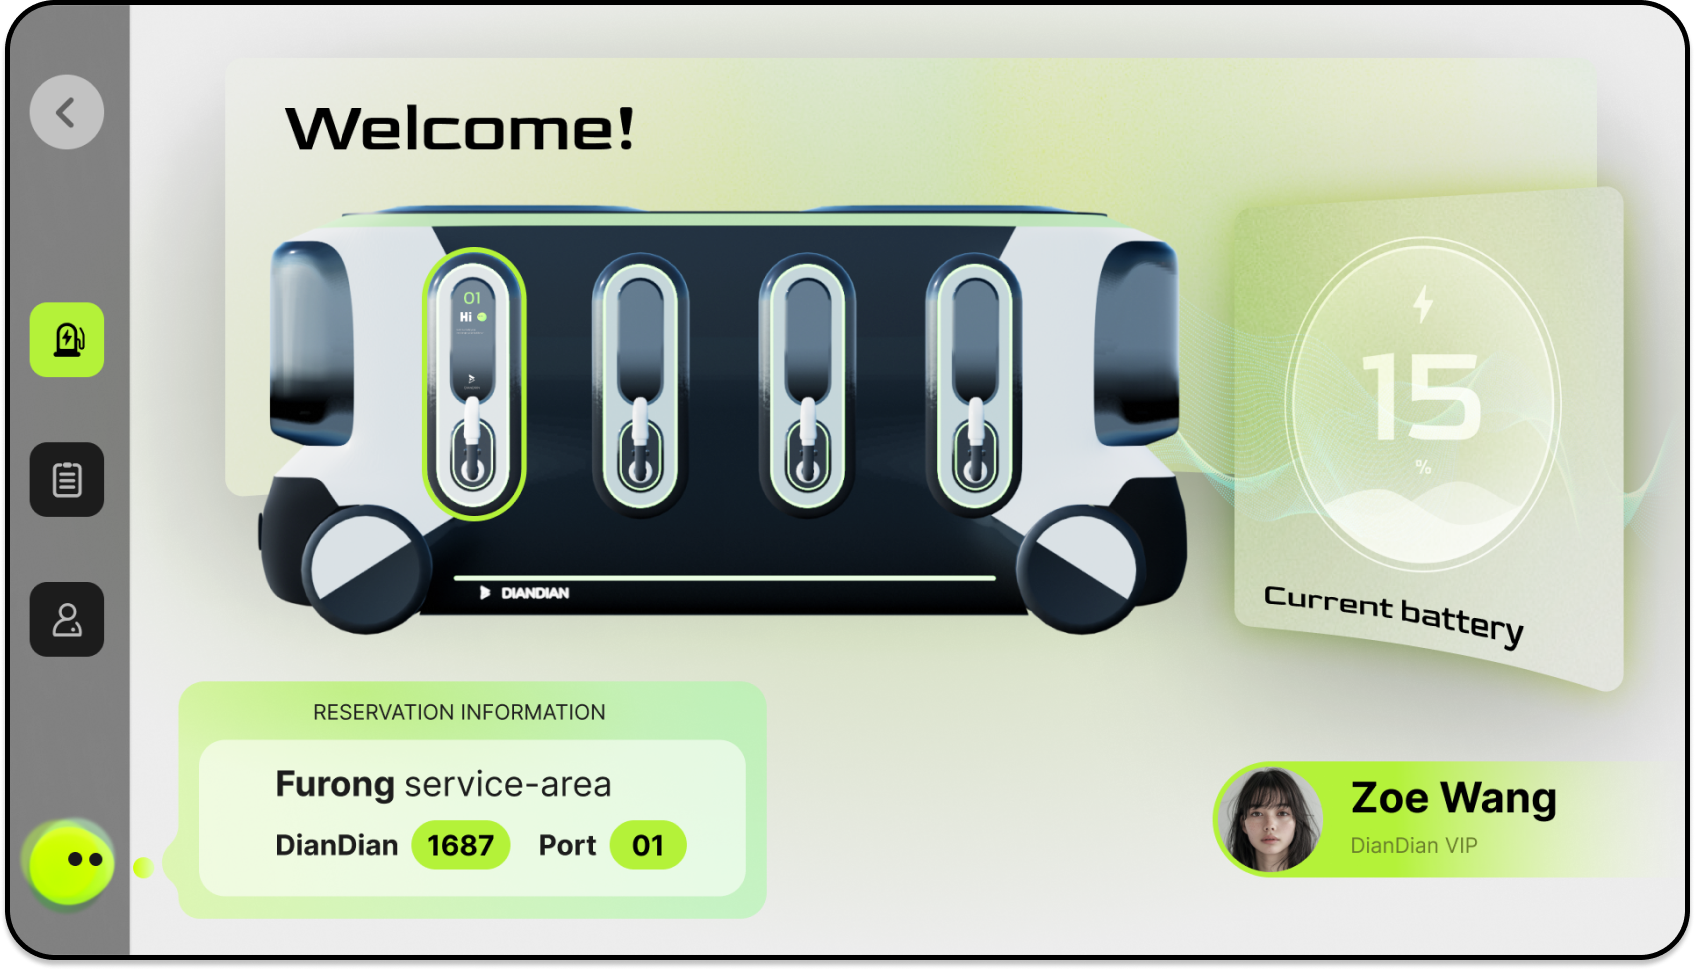 Welcome!
01
Hi
DIANDIAN
15
%
Current battery
RESERVATION INFORMATION
Furong service-area
DianDian 1687 Port 01
Zoe Wang
DianDian VIP